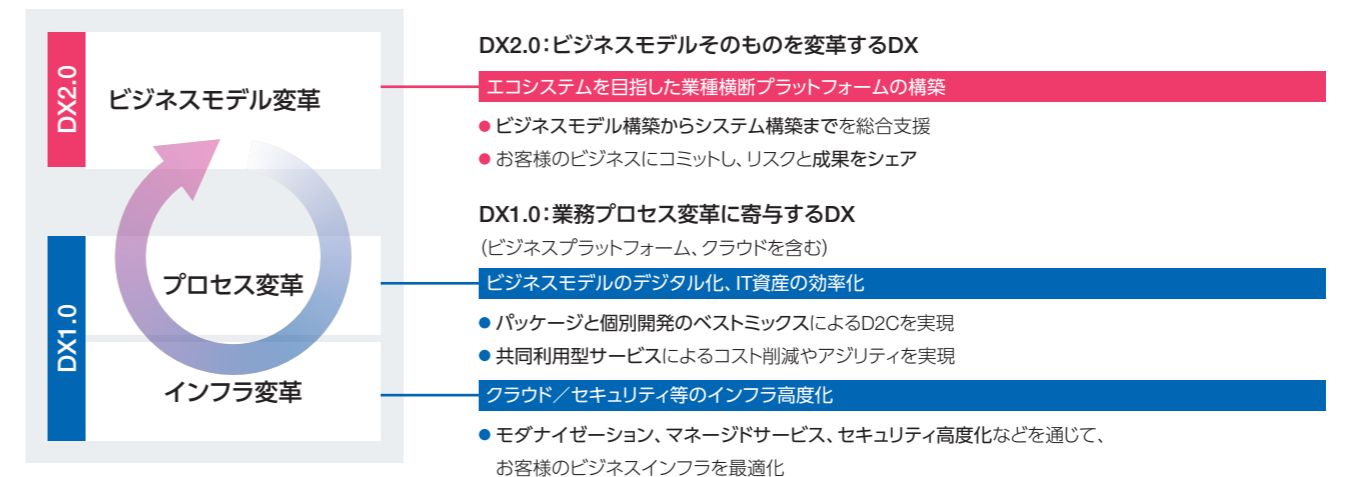 DX2.0
ビジネスモデル変革
DX1.0
プロセス変革
インフラ変革
DX2.0：ビジネスモデルそのものを変革するDX
エコシステムを目指した業種横断プラットフォームの構築
● ビジネスモデル構築からシステム構築までを総合支援
● お客様のビジネスにコミットし、リスクと成果をシェア
DX1.0：業務プロセス変革に寄与するDX
（ビジネスプラットフォーム、クラウドを含む）
ビジネスモデルのデジタル化、IT資産の効率化
● パッケージと個別開発のベストミックスによるD2Cを実現
● 共同利用型サービスによるコスト削減やアジリティを実現
クラウド／セキュリティ等のインフラ高度化
● モダナイゼーション、マネージドサービス、セキュリティ高度化などを通じて、
お客様のビジネスインフラを最適化